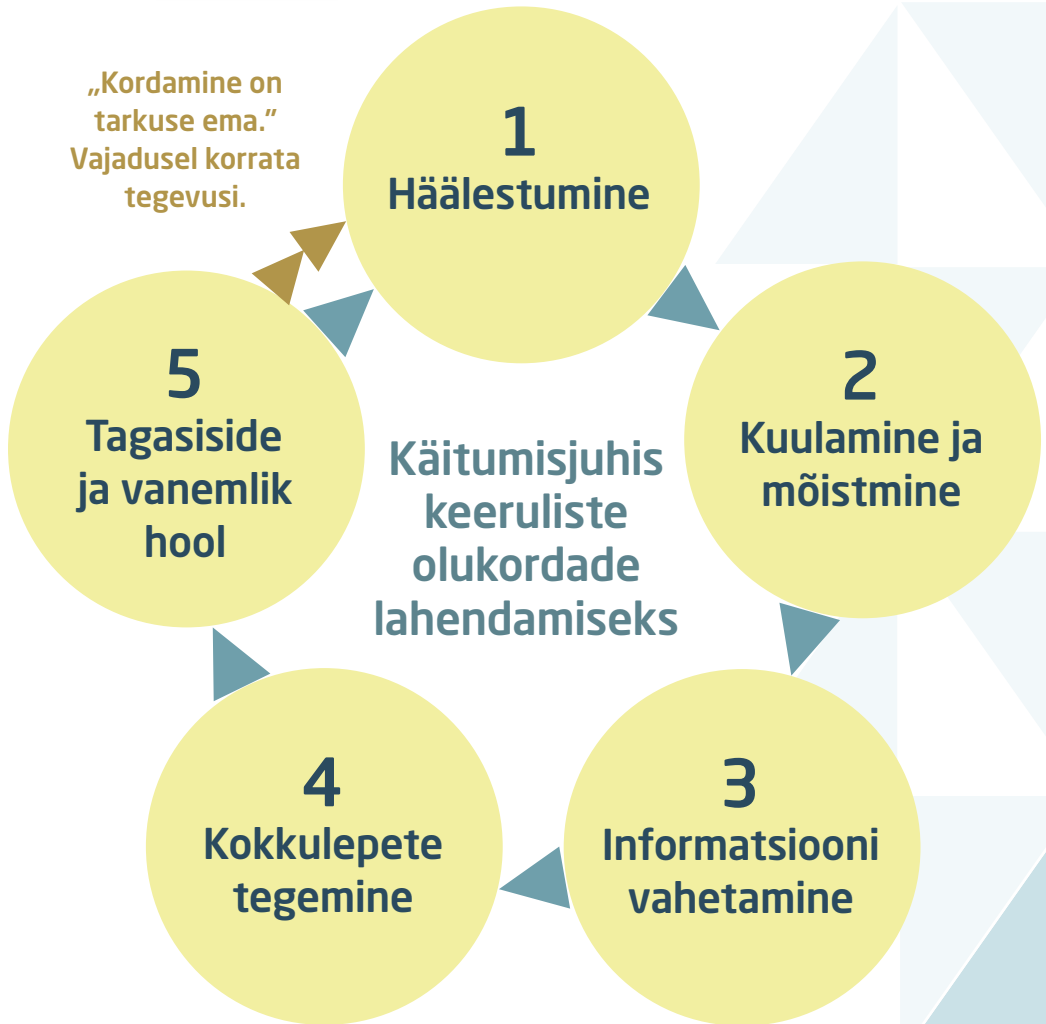 „Kordamine on
tarkuse ema.”
Vajadusel korrata
tegevusi.
1
Häälestumine
2
Kuulamine ja
mõistmine
3
Informatsiooni
vahetamine
4
Kokkulepete
tegemine
5
Tagasiside
ja vanemlik
hool
Käitumisjuhis
keeruliste
olukordade
lahendamiseks